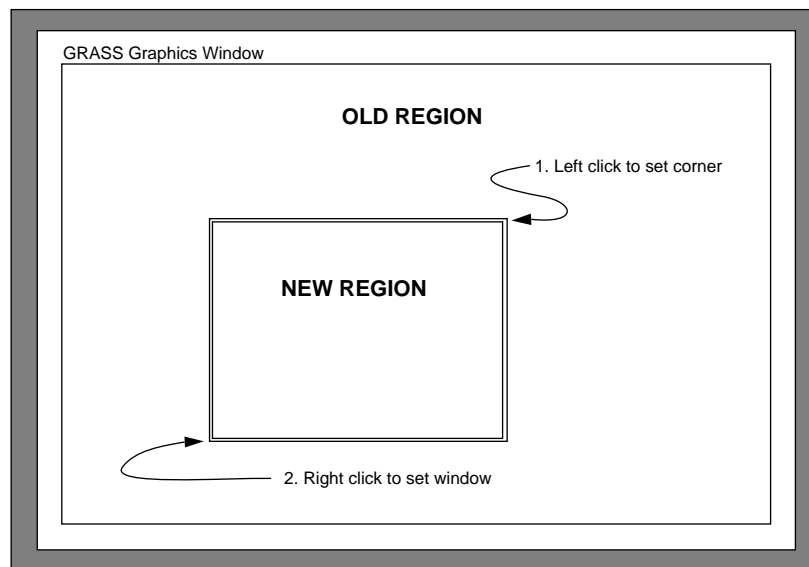 GRASS Graphics Window
OLD REGION
1. Left click to set corner
NEW REGION
2. Right click to set window